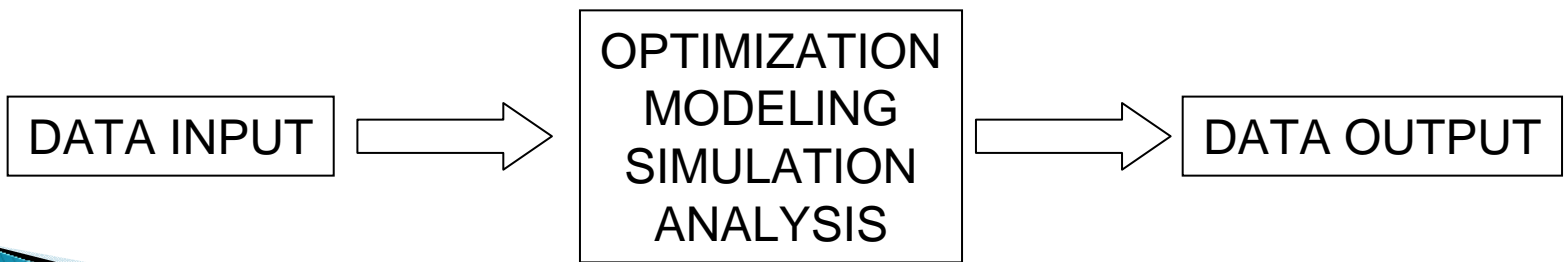 DATA INPUT
OPTIMIZATION
MODELING
SIMULATION
ANALYSIS
DATA OUTPUT